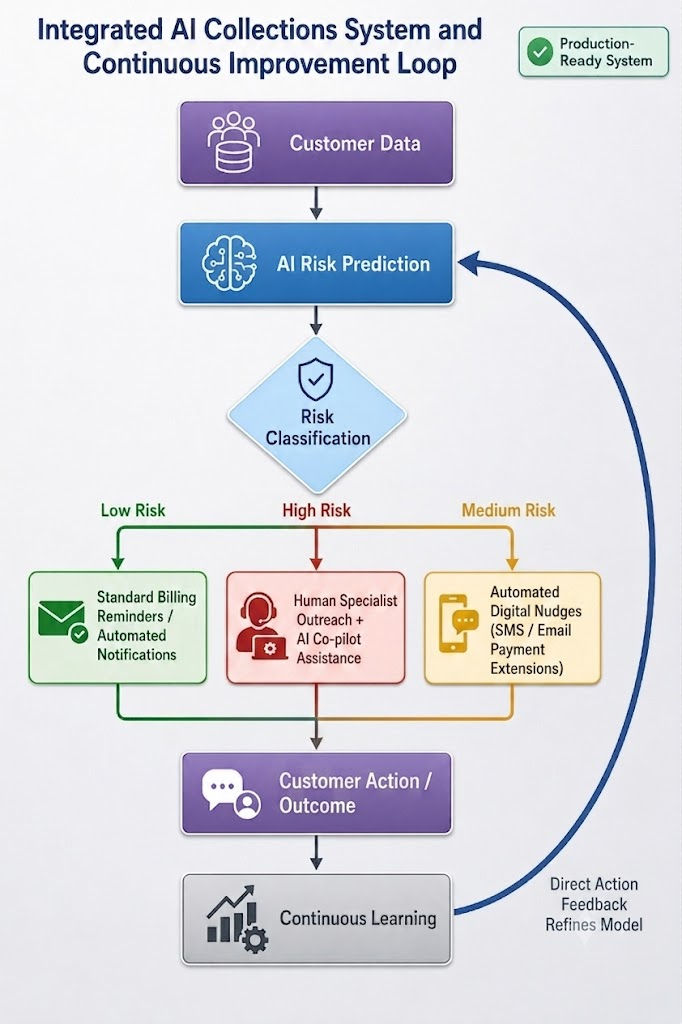 Integrated AI Collections System and
Continuous Improvement Loop
Production-
Ready System
Customer Data
AI Risk Prediction
Risk
Classification
Low Risk
High Risk
Medium Risk
Standard Billing
Reminders /
Automated
Notifications
Human Specialist
Outreach +
AI Co-pilot
Assistance
Automated
Digital Nudges
(SMS / Email
Payment
Extensions)
Customer Action /
Outcome
Continuous Learning
Direct Action
Feedback
Refines Model